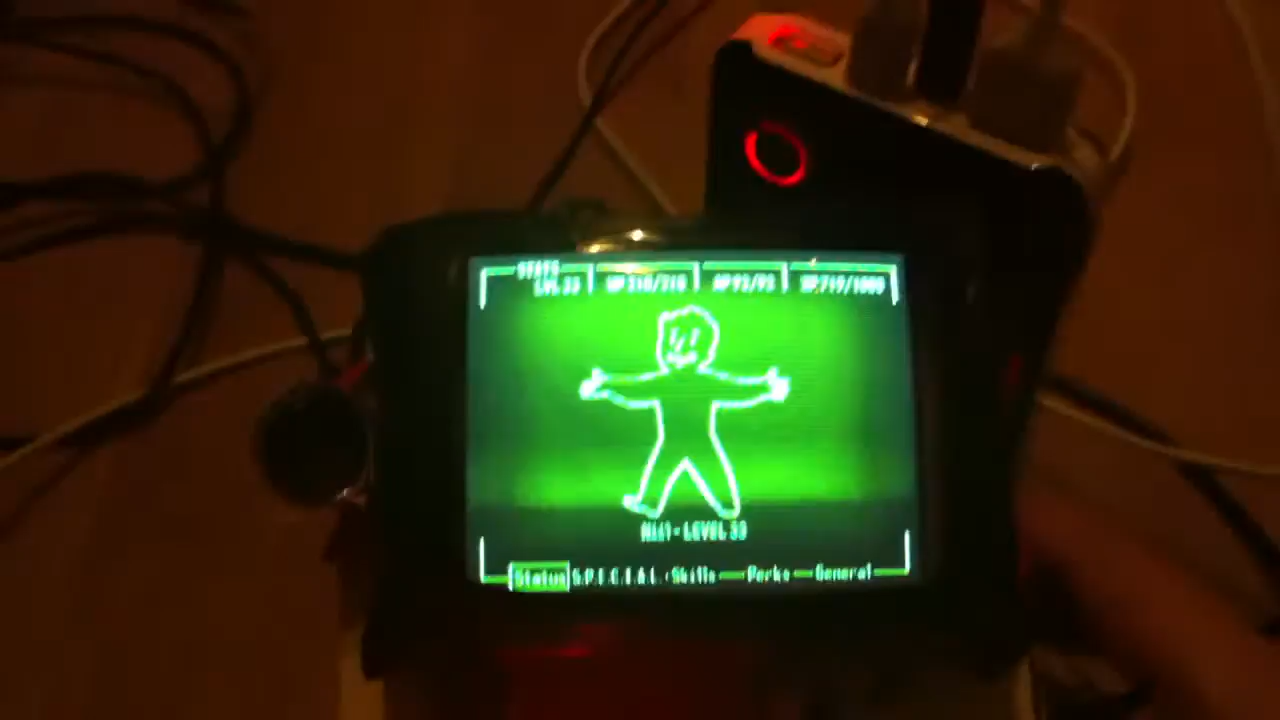 STATS
LVL 33 HP 310/310 AP 93/93 XP 719/1000
LEVEL 33
Status S.P.E.C.I.A.L. Skills Perks General